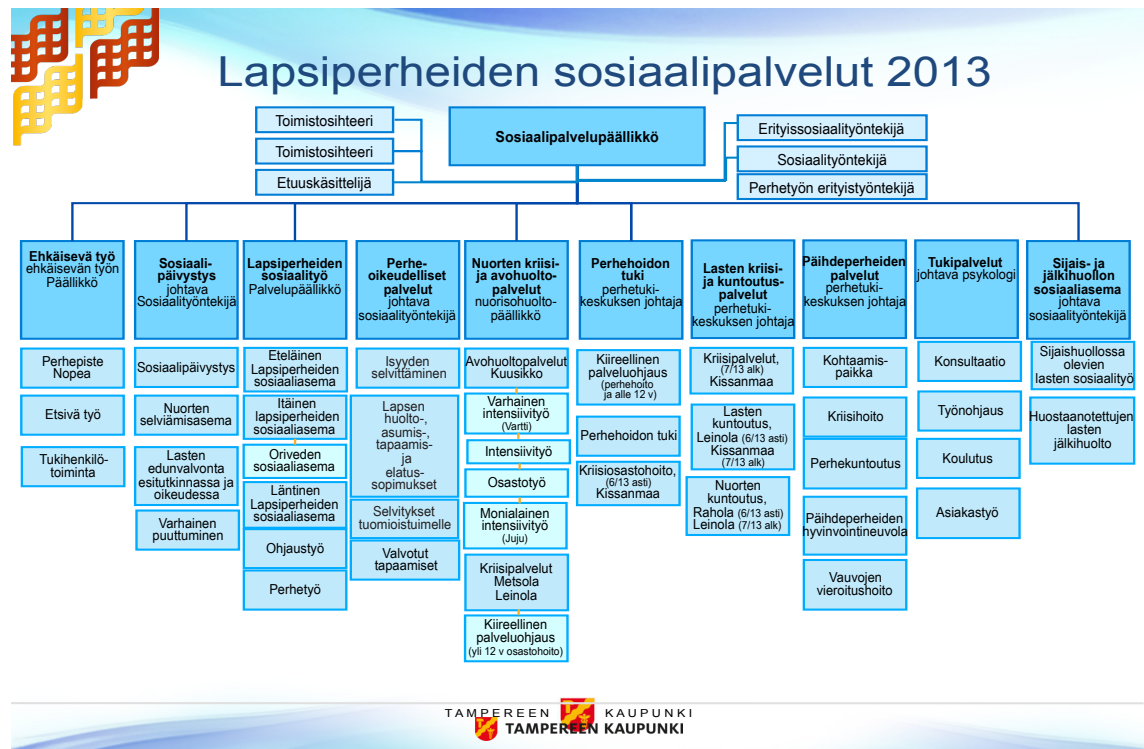 Lapsiperheiden sosiaalipalvelut 2013
Toimistosihteeri
Toimistosihteeri
Etuuskäsittelijä
Sosiaalipalvelupäällikkö
Erityissosiaalityöntekijä
Sosiaalityöntekijä
Perhetyön erityistyöntekijä
Ehkäisevä työ
ehkäisevän työn
Päällikkö
Perhepiste
Nopea
Etsivä työ
Tukihenkilö-
toiminta
Sosiaali-
päivystys
johtava
Sosiaalityöntekijä
Sosiaalipäivystys
Nuorten
selviämisasema
Lasten
edunvalvonta
esitutkinnassa ja
oikeudessa
Varhainen
puuttuminen
Lapsiperheiden
sosiaalityö
Palvelupäällikkö
Eteläinen
Lapsiperheiden
sosiaaliasema
Itäinen
lapsiperheiden
sosiaaliasema
Oriveden
sosiaaliasema
Läntinen
Lapsiperheiden
sosiaaliasema
Ohjaustyö
Perhetyö
Perhe-
oikeudelliset
palvelut
johtava
sosiaalityöntekijä
Isyyden
selvittäminen
Lapsen
huolto-,
asumis-,
tapaamis-
ja
elatus-
sopimukset
Selvitykset
tuomioistuimelle
Valvotut
tapaamiset
Nuorten kriisi-
ja avohuolto-
palvelut
nuorisohuolto-
päällikkö
Avohuoltopalvelut
Kuusikko
Varhainen
intensiivityö
(Vartti)
Intensiivityö
Osastotyö
Monialainen
intensiivityö
(Juju)
Kriisipalvelut
Metsola
Leinola
Kiireellinen
palveluohjaus
(yli 12 v osastohoito)
Perhehoidon
tuki
perhetuki-
keskuksen johtaja
Kiireellinen
palveluohjaus
(perhehoito
ja alle 12 v)
Perhehoidon tuki
Kriisiosastohoito,
(6/13 asti)
Kissanmaa
Lasten kriisi-
ja kuntoutus-
palvelut
perhetuki-
keskuksen johtaja
Kriisipalvelut,
(7/13 alk)
Kissanmaa
Lasten
kuntoutus,
Leinola (6/13 asti)
Kissanmaa
(7/13 alk)
Nuorten
kuntoutus,
Rahola (6/13 asti)
Leinola (7/13 alk)
Päihdeperheiden
palvelut
perhetuki-
keskuksen johtaja
Kohtaamis-
paikka
Kriisihoito
Perhekuntoutus
Päihdeperheiden
hyvinvointineuvola
Vauvojen
vieroitushoito
Tukipalvelut
johtava psykologi
Konsultaatio
Työnohjaus
Koulutus
Asiakastyö
Sijais- ja
jälkihuollon
sosiaaliasema
johtava
sosiaalityöntekijä
Sijaishuollossa
olevien
lasten sosiaalityö
Huostaanotettujen
lasten
jälkihuolto
TAMPEREEN KAUPUNKI
TAMPEREEN KAUPUNKI